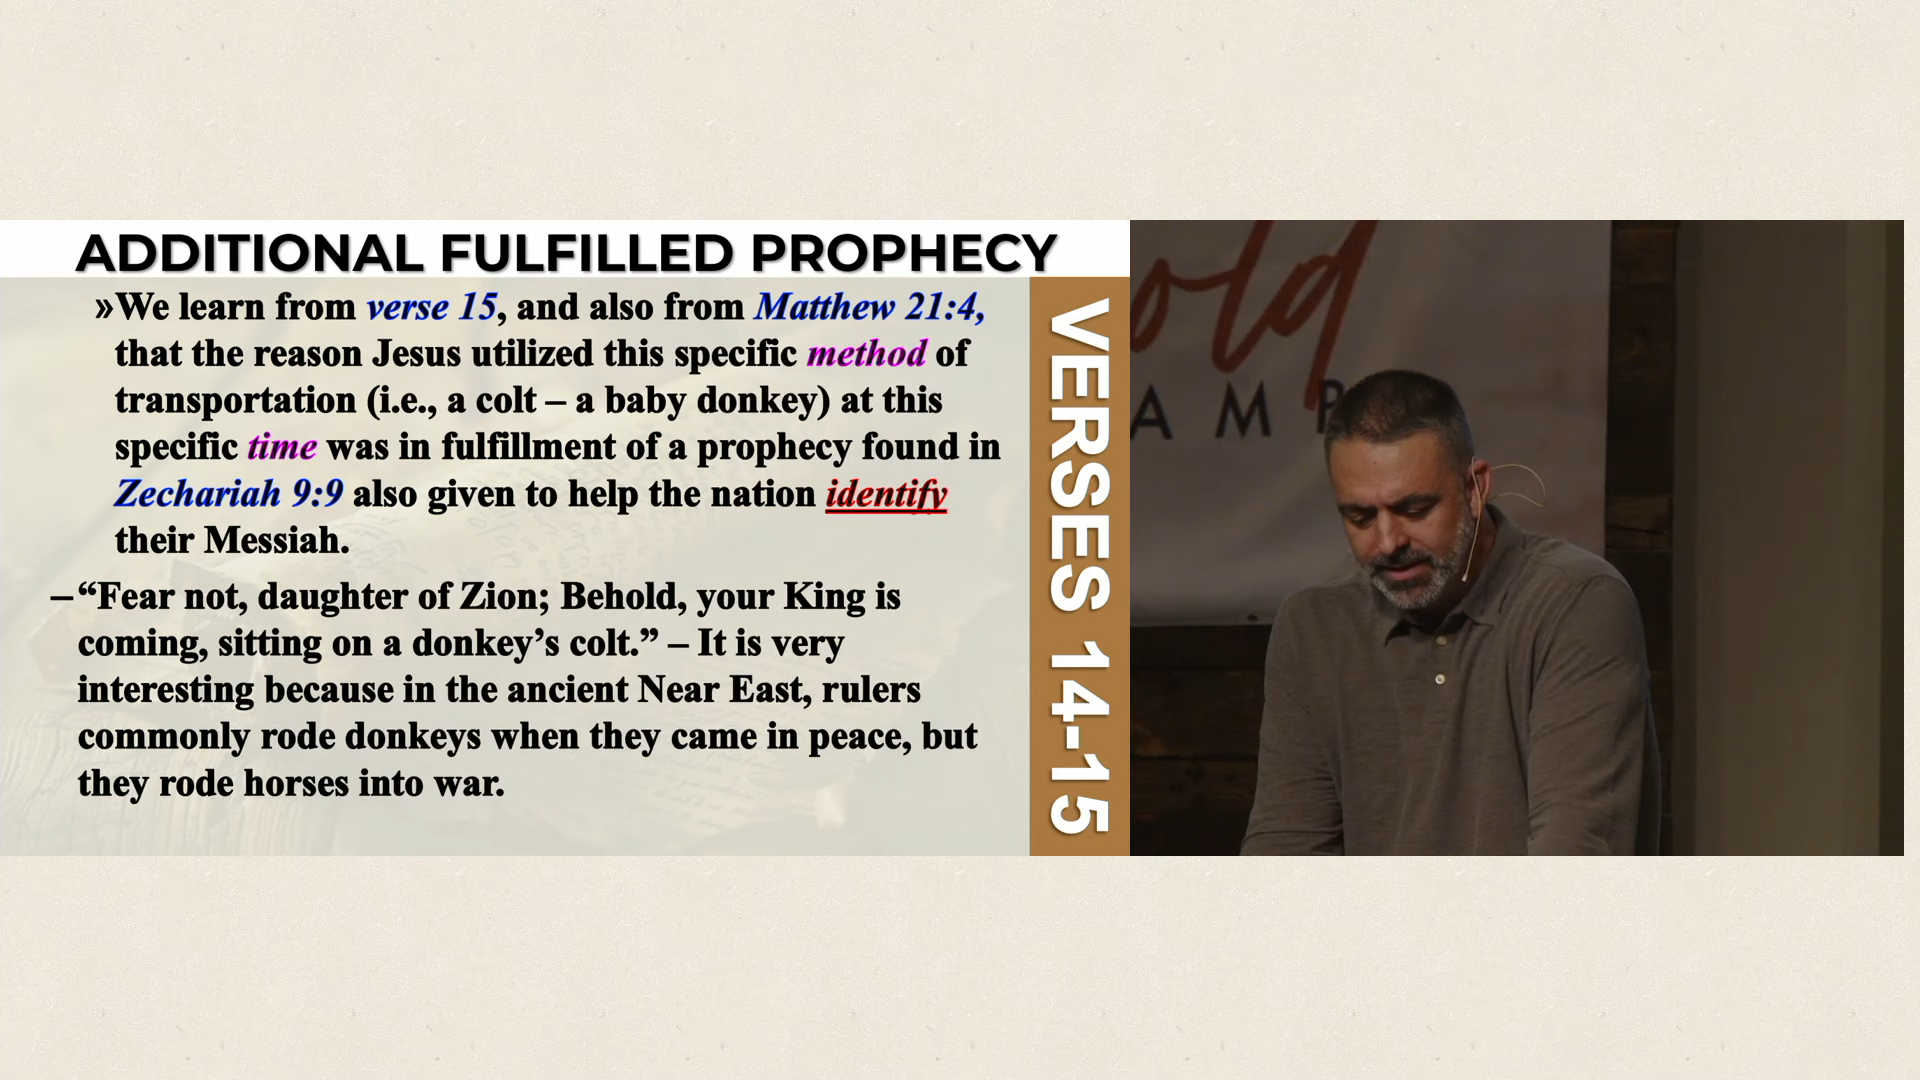 ADDITIONAL FULFILLED PROPHECY
»We learn from verse 15, and also from Matthew 21:4,
that the reason Jesus utilized this specific method of
transportation (i.e., a colt – a baby donkey) at this
specific time was in fulfillment of a prophecy found in
Zechariah 9:9 also given to help the nation identify
their Messiah.
–“Fear not, daughter of Zion; Behold, your King is
coming, sitting on a donkey’s colt.” – It is very
interesting because in the ancient Near East, rulers
commonly rode donkeys when they came in peace, but
they rode horses into war.
VERSES 14-15
old
AMP